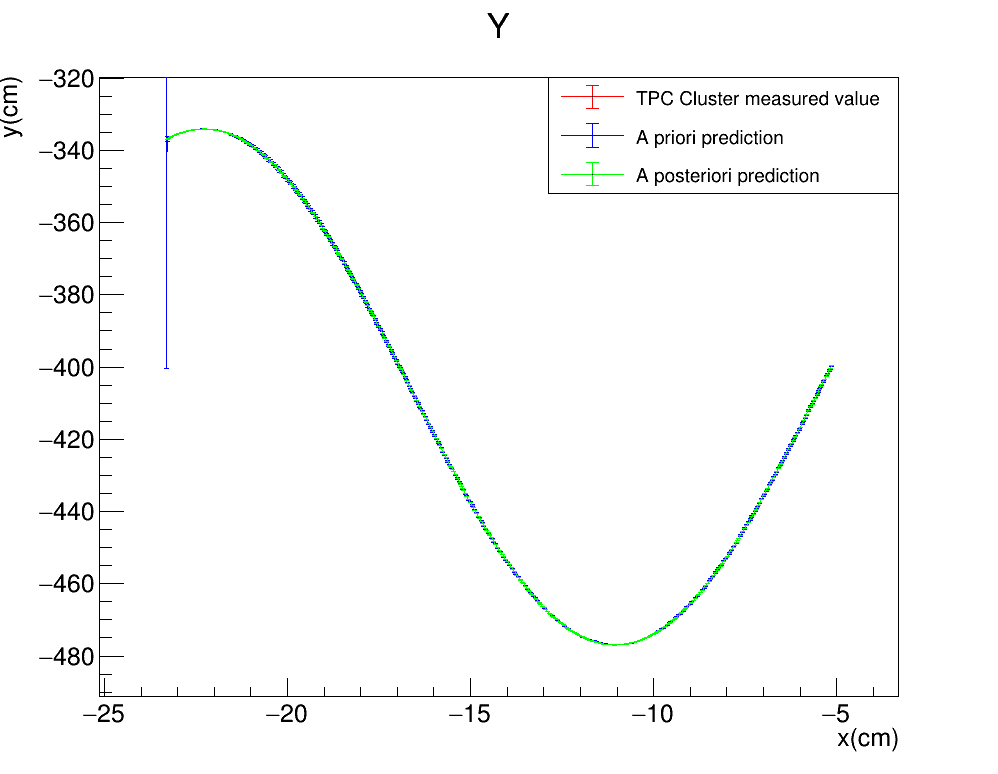 Y
y(cm)
−320
−340
−360
−380
−400
−420
−440
−460
−480
TPC Cluster measured value
A priori prediction
A posteriori prediction
−25 −20 −15 −10 −5
x(cm)